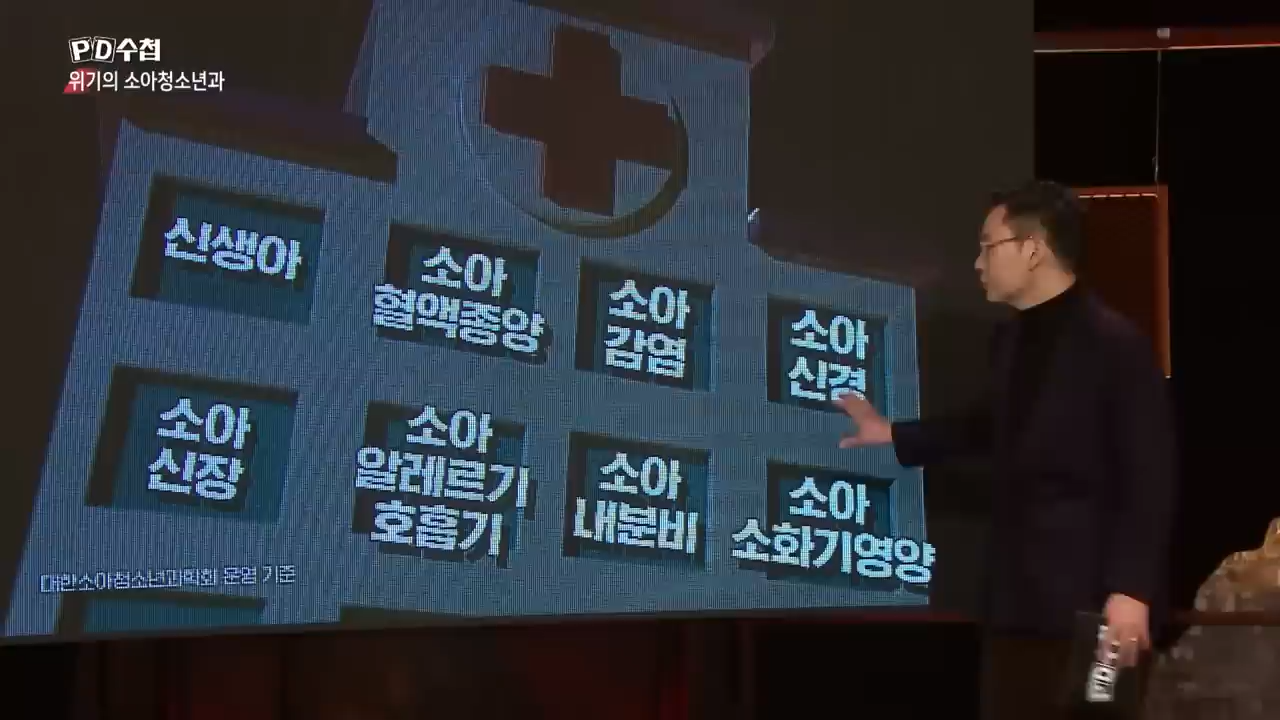 PD수첩
위기의 소아청소년과
신생아
소아
혈액종양
소아
감염
소아
신경
소아
신장
소아
알레르기
호흡기
소아
내분비
소아
소화기영양
대한소아청소년과학회 운영 기준